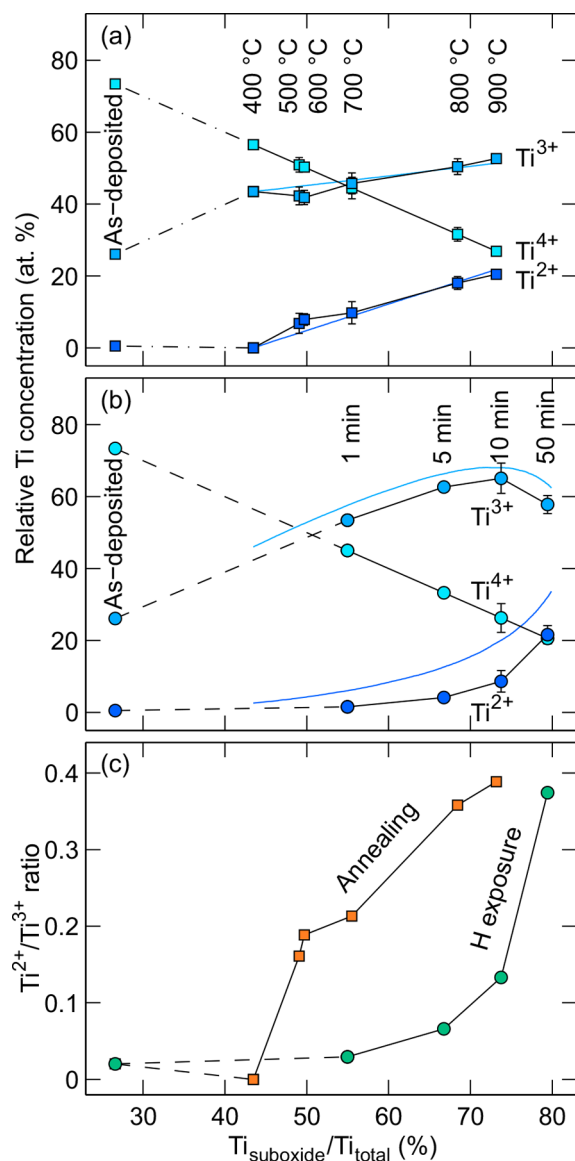 (a)
As−deposited
400 °C
500 °C
600 °C
700 °C
800 °C
900 °C
80
60
40
20
0
Ti3+
Ti4+
Ti2+
Relative Ti concentration (at. %)
(b)
As−deposited
1 min
5 min
10 min
50 min
80
60
40
20
0
Ti3+
Ti4+
Ti2+
(c)
0.4
0.3
0.2
0.1
0
Ti2+/Ti3+ ratio
Annealing
H exposure
30 40 50 60 70 80
Tisuboxide/Titotal (%)